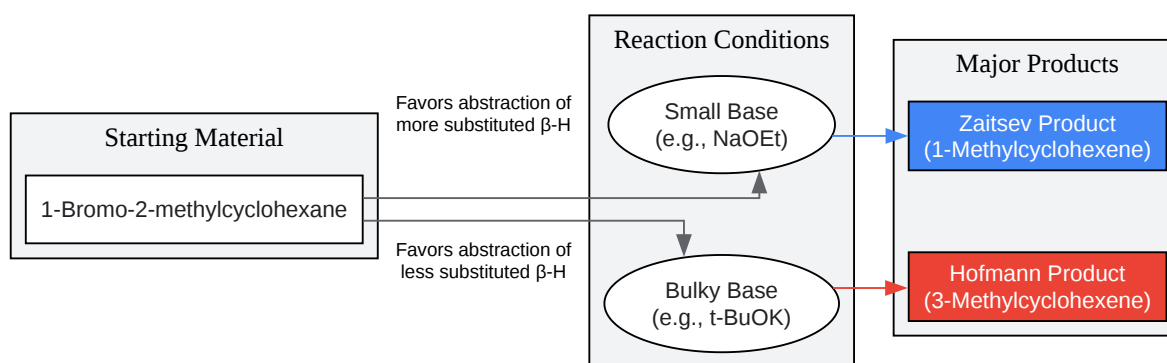 Starting Material
1-Bromo-2-methylcyclohexane
Favors abstraction of
more substituted β-H
Favors abstraction of
less substituted β-H
Reaction Conditions
Small Base
(e.g., NaOEt)
Bulky Base
(e.g., t-BuOK)
Major Products
Zaitsev Product
(1-Methylcyclohexene)
Hofmann Product
(3-Methylcyclohexene)